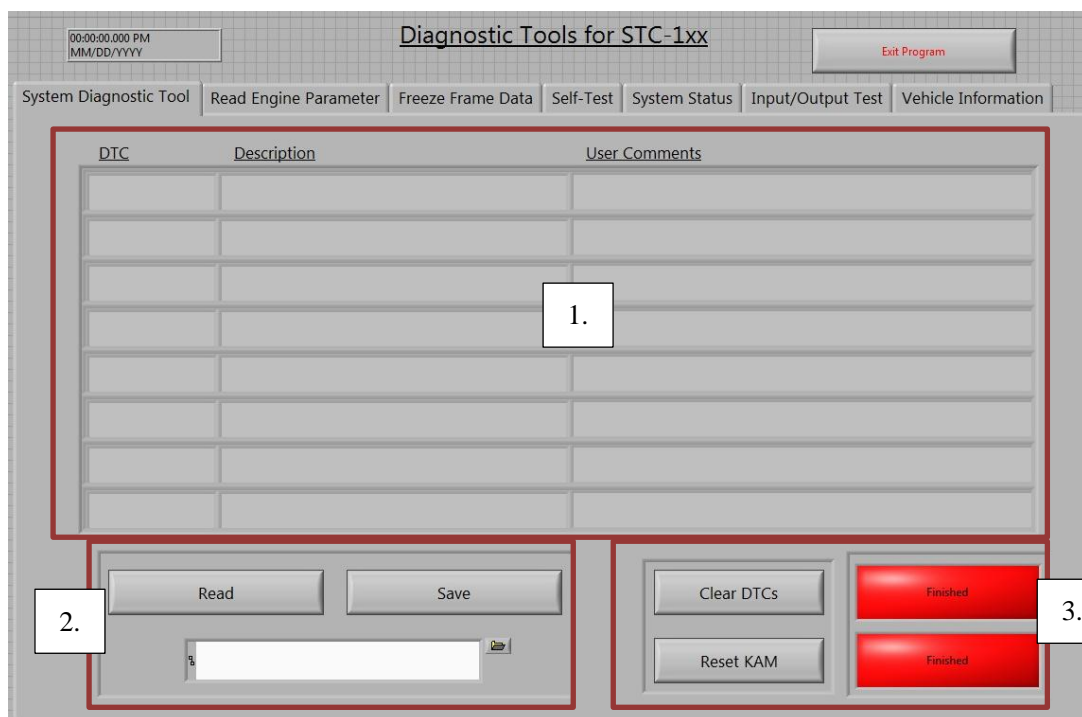 00:00:00.000 PM
MM/DD/YYYY
Diagnostic Tools for STC-1xx
Exit Program
System Diagnostic Tool
Read Engine Parameter
Freeze Frame Data
Self-Test
System Status
Input/Output Test
Vehicle Information
DTC
Description
User Comments
1.
2.
Read
Save
Clear DTCs
Finished
3.
Reset KAM
Finished